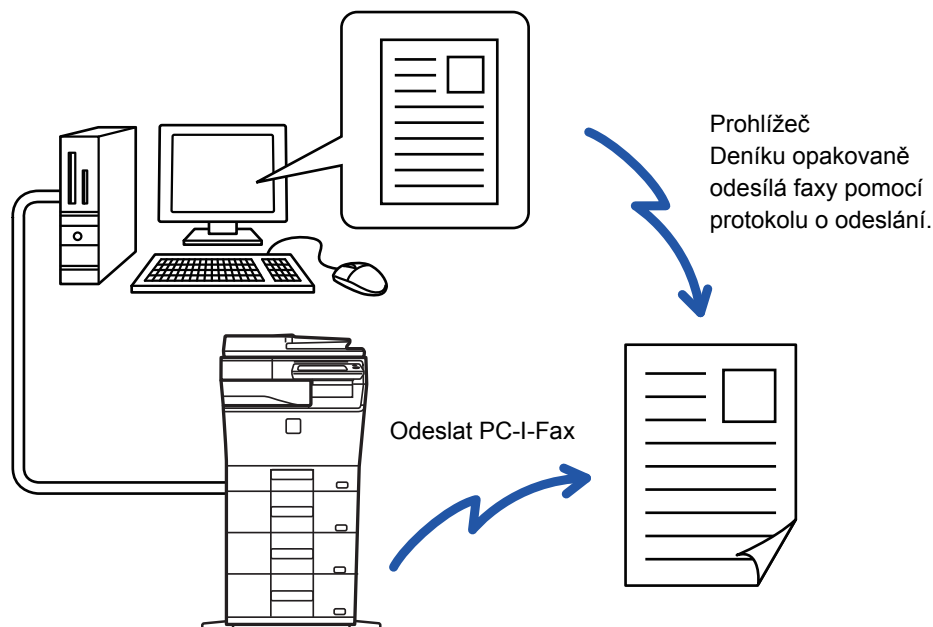 Prohlížeč
Deníku opakovaně
odesílá faxy pomocí
protokolu o odeslání.
Odeslat PC-I-Fax